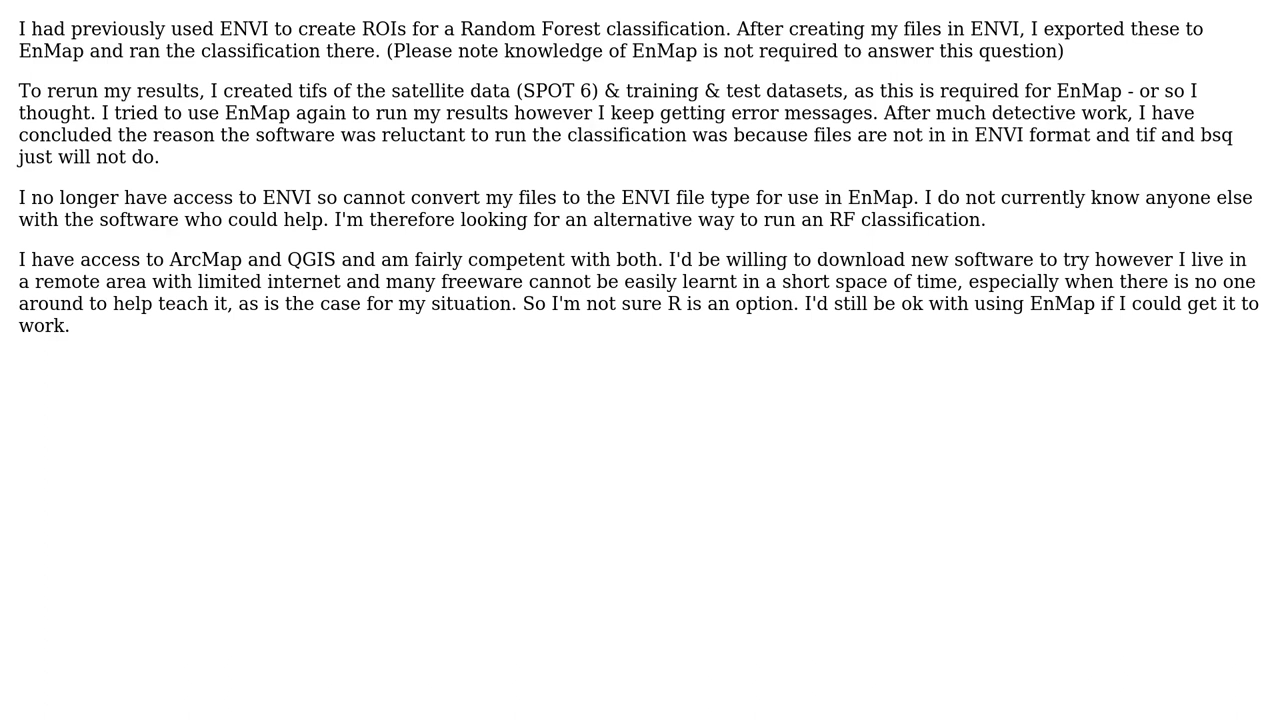 I had previously used ENVI to create ROIs for a Random Forest classification. After creating my files in ENVI, I exported these to
EnMap and ran the classification there. (Please note knowledge of EnMap is not required to answer this question)
To rerun my results, I created tifs of the satellite data (SPOT 6) & training & test datasets, as this is required for EnMap - or so I
thought. I tried to use EnMap again to run my results however I keep getting error messages. After much detective work, I have
concluded the reason the software was reluctant to run the classification was because files are not in in ENVI format and tif and bsq
just will not do.
I no longer have access to ENVI so cannot convert my files to the ENVI file type for use in EnMap. I do not currently know anyone else
with the software who could help. I'm therefore looking for an alternative way to run an RF classification.
I have access to ArcMap and QGIS and am fairly competent with both. I'd be willing to download new software to try however I live in
a remote area with limited internet and many freeware cannot be easily learnt in a short space of time, especially when there is no one
around to help teach it, as is the case for my situation. So I'm not sure R is an option. I'd still be ok with using EnMap if I could get it to
work.